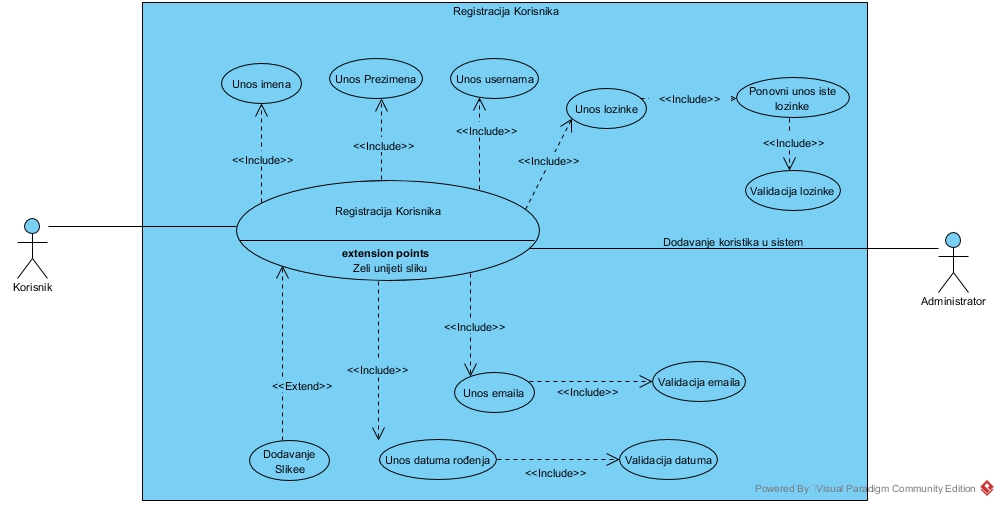 Registracija Korisnika
Unos imena
Unos Prezimena
Unos usernama
Unos lozinke
<<Include>>
Ponovni unos iste
lozinke
<<Include>>
<<Include>>
<<Include>>
<<Include>>
<<Include>>
Validacija lozinke
Registracija Korisnika
extension points
Zeli unijeti sliku
Dodavanje koristika u sistem
Korisnik
Administrator
<<Include>>
<<Include>>
<<Extend>>
Unos emaila
<<Include>>
Validacija emaila
Dodavanje
Slikee
Unos datuma rođenja
<<Include>>
Validacija datuma
Powered By Visual Paradigm Community Edition